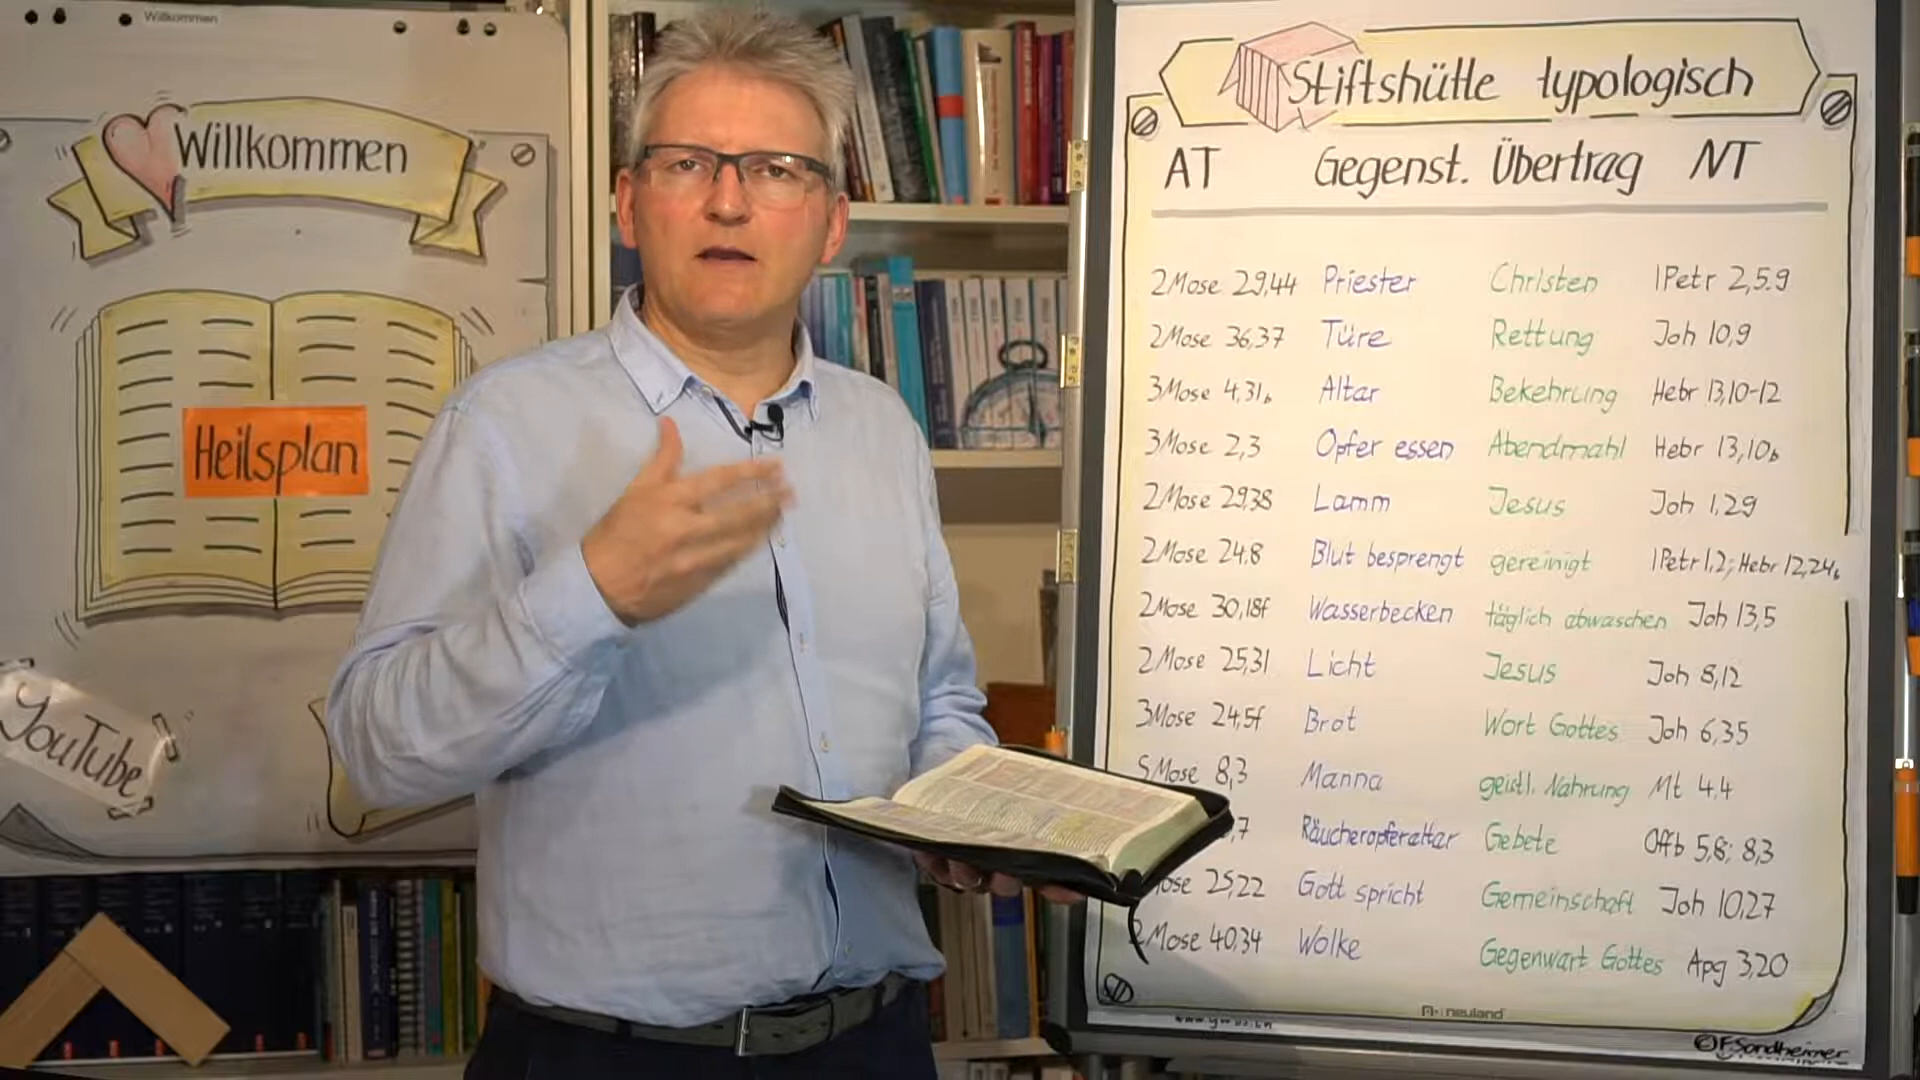 Willkommen
Willkommen
Heilsplan
YouTube
Stiftshütte typologisch
AT Gegenst. Übertrag NT
2Mose 29,44 Priester Christen 1Petr 2,5.9
2Mose 36,37 Türe Rettung Joh 10,9
3Mose 4,31b Altar Bekehrung Hebr 13,10-12
3Mose 2,3 Opfer essen Abendmahl Hebr 13,10b
2Mose 29,38 Lamm Jesus Joh 1,29
2Mose 24,8 Blut besprengt gereinigt 1Petr 1,2; Hebr 12,24b
2Mose 30,18f Wasserbecken täglich abwaschen Joh 13,5
2Mose 25,31 Licht Jesus Joh 8,12
3Mose 24,5f Brot Wort Gottes Joh 6,35
5Mose 8,3 Manna geistl. Nahrung Mt 4,4
,7 Räucheropferaltar Gebete Offb 5,8; 8,3
ose 25,22 Gott spricht Gemeinschaft Joh 10,27
2Mose 40,34 Wolke Gegenwart Gottes Apg 3,20
neuland
© F. Sondheimer